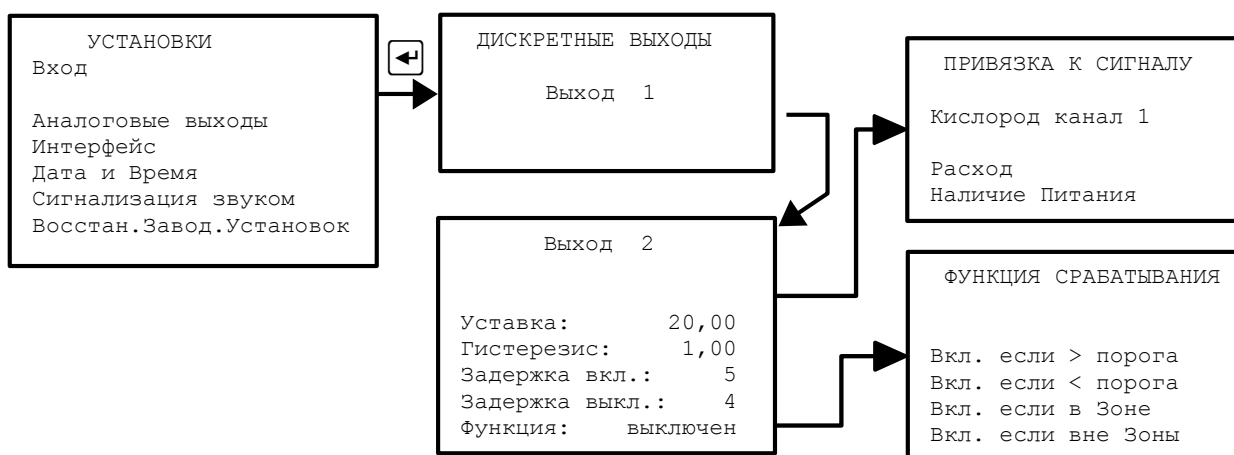 УСТАНОВКИ
Вход
Аналоговые выходы
Интерфейс
Дата и Время
Сигнализация звуком
Восстан.Завод.Установок
ДИСКРЕТНЫЕ ВЫХОДЫ
Выход 1
Выход 2
Уставка: 20,00
Гистерезис: 1,00
Задержка вкл.: 5
Задержка выкл.: 4
Функция: выключен
ПРИВЯЗКА К СИГНАЛУ
Кислород канал 1
Расход
Наличие Питания
ФУНКЦИЯ СРАБАТЫВАНИЯ
Вкл. если > порога
Вкл. если < порога
Вкл. если в Зоне
Вкл. если вне Зоны